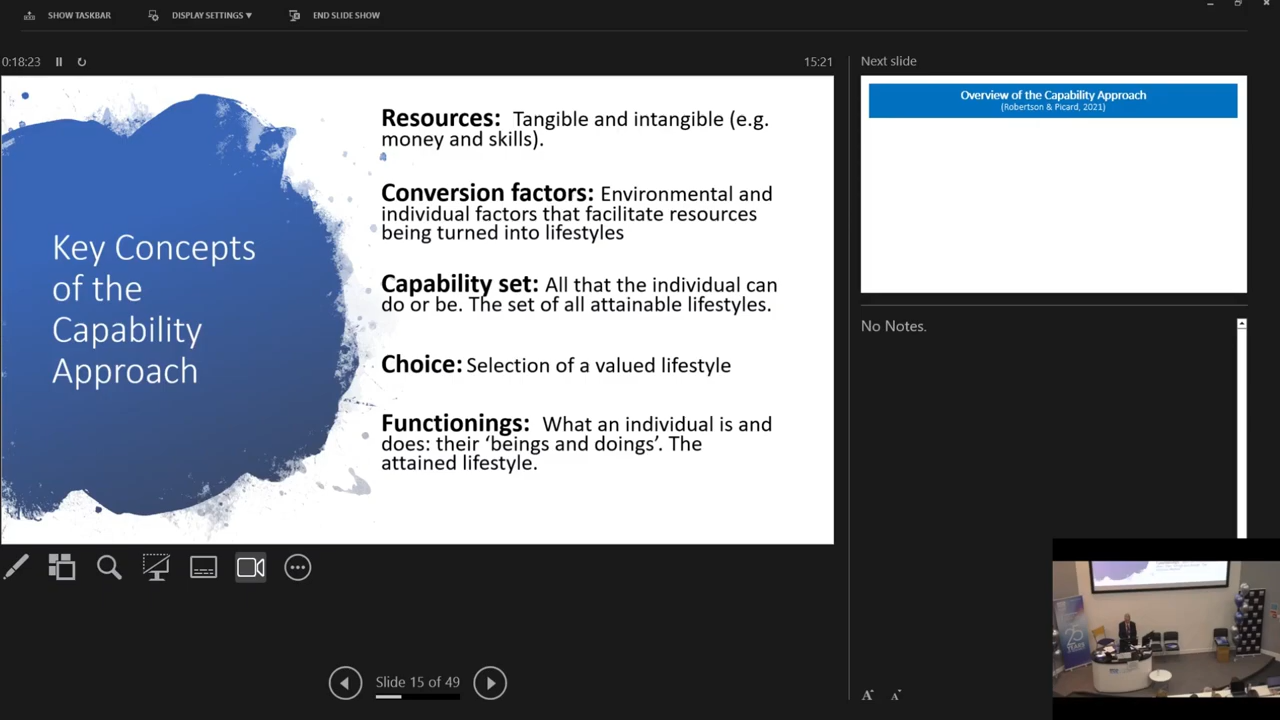 SHOW TASKBAR
DISPLAY SETTINGS ▼
END SLIDE SHOW
0:18:23
15:21
Next slide
Key Concepts
of the
Capability
Approach
Resources: Tangible and intangible (e.g.
money and skills).
Conversion factors: Environmental and
individual factors that facilitate resources
being turned into lifestyles
Capability set: All that the individual can
do or be. The set of all attainable lifestyles.
Choice: Selection of a valued lifestyle
Functionings: What an individual is and
does: their ‘beings and doings’. The
attained lifestyle.
Overview of the Capability Approach
(Robertson & Picard, 2021)
No Notes.
Slide 15 of 49
A A
25
YEARS